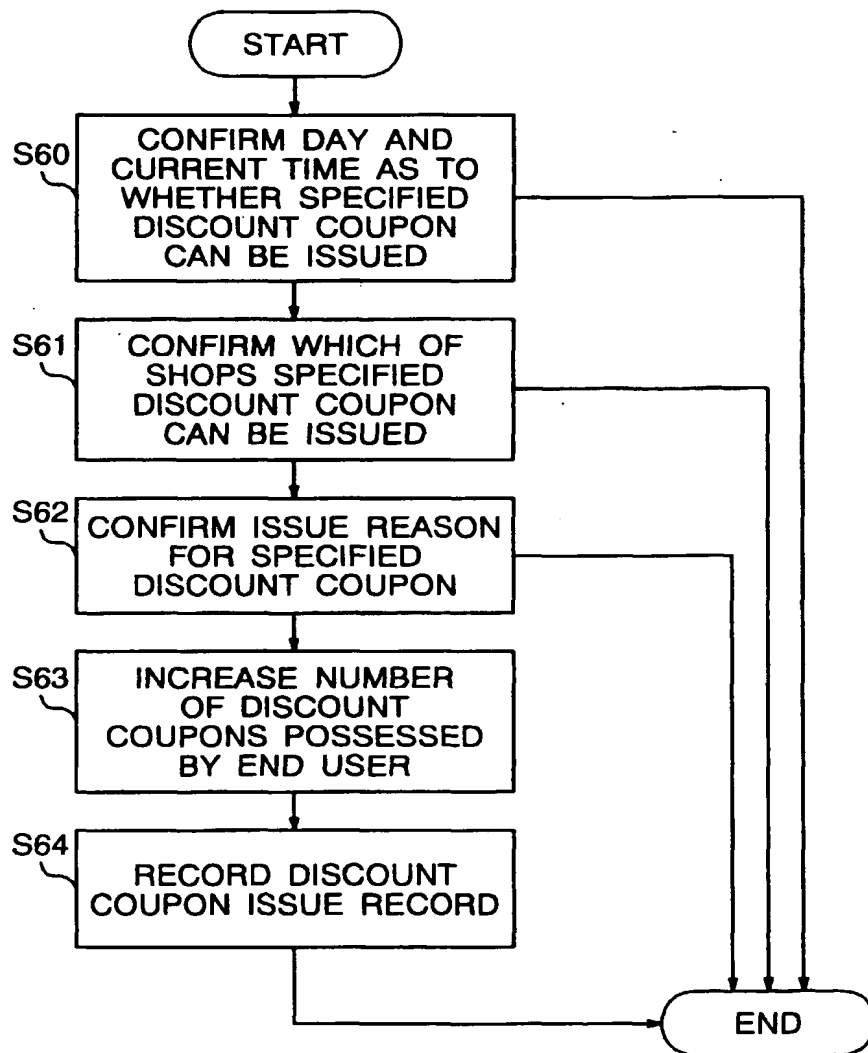 START
S60
CONFIRM DAY AND
CURRENT TIME AS TO
WHETHER SPECIFIED
DISCOUNT COUPON
CAN BE ISSUED
S61
CONFIRM WHICH OF
SHOPS SPECIFIED
DISCOUNT COUPON
CAN BE ISSUED
S62
CONFIRM ISSUE REASON
FOR SPECIFIED
DISCOUNT COUPON
S63
INCREASE NUMBER
OF DISCOUNT
COUPONS POSSESSED
BY END USER
S64
RECORD DISCOUNT
COUPON ISSUE RECORD
END